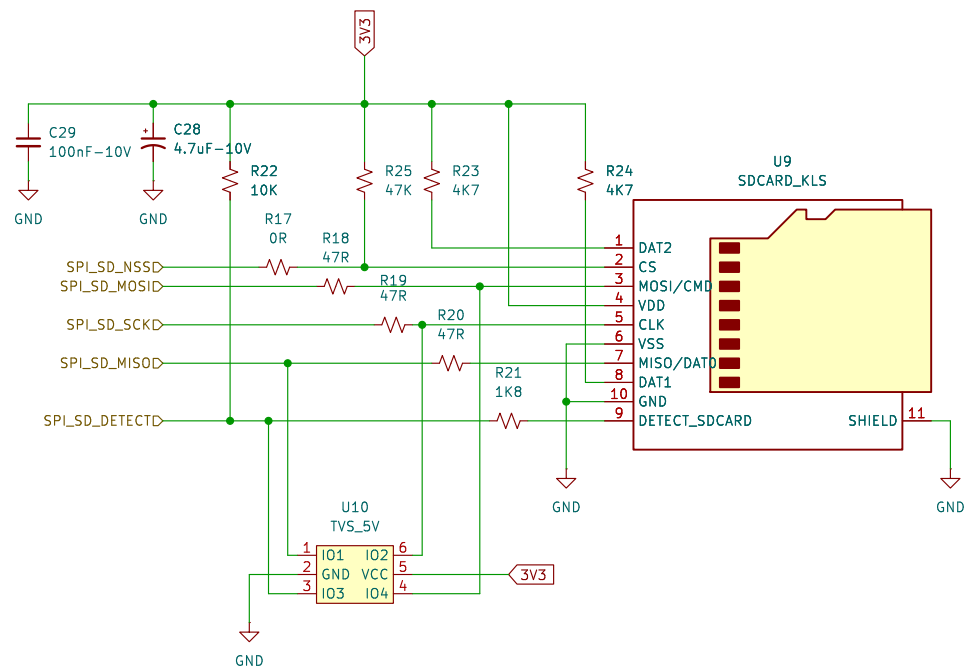 3V3
C29
100nF-10V
GND
C28
4.7uF-10V
GND
R22
10K
R25
47K
R23
4K7
R24
4K7
U9
SDCARD_KLS
R17
0R
R18
47R
R19
47R
R20
47R
R21
1K8
SPI_SD_NSS
SPI_SD_MOSI
SPI_SD_SCK
SPI_SD_MISO
SPI_SD_DETECT
1 DAT2
2 CS
3 MOSI/CMD
4 VDD
5 CLK
6 VSS
7 MISO/DAT0
8 DAT1
10 GND
9 DETECT_SDCARD
SHIELD 11
GND
GND
U10
TVS_5V
1 IO1 IO2 6
2 GND VCC 5
3 IO3 IO4 4
3V3
GND